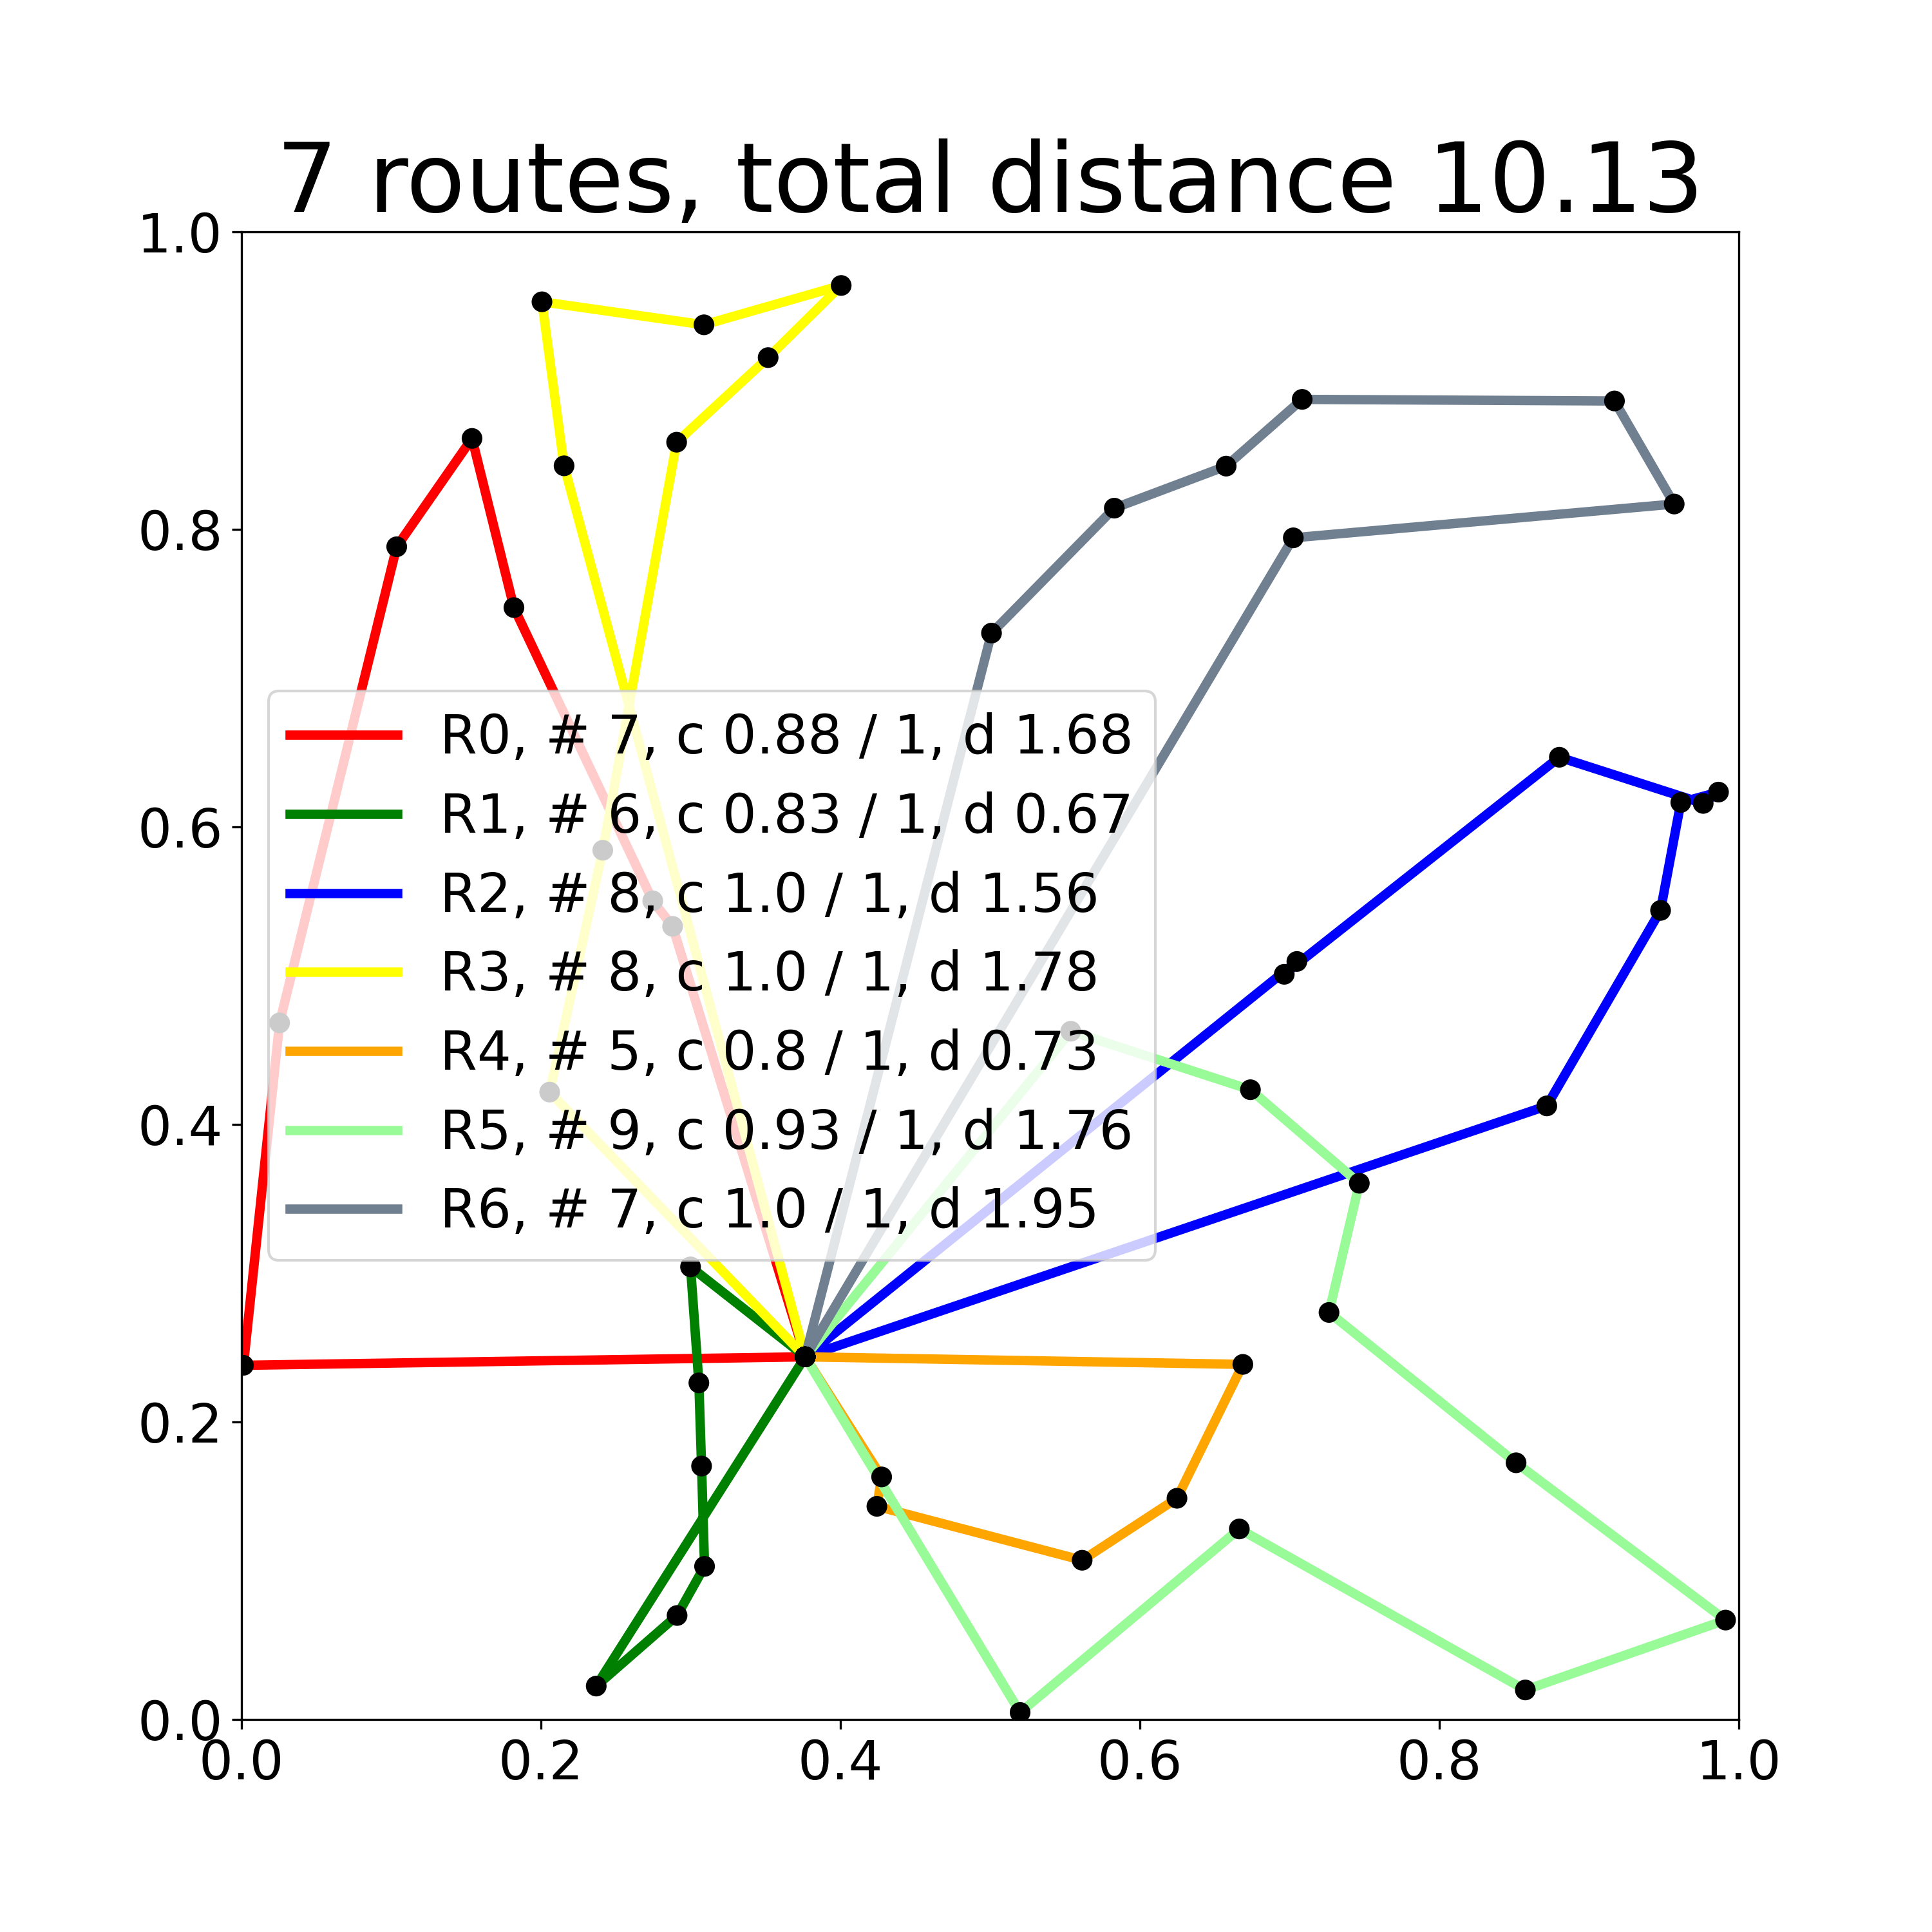 7 routes, total distance 10.13
1.0
0.8
0.6
0.4
0.2
0.0
R0, # 7, c 0.88 / 1, d 1.68
R1, # 6, c 0.83 / 1, d 0.67
R2, # 8, c 1.0 / 1, d 1.56
R3, # 8, c 1.0 / 1, d 1.78
R4, # 5, c 0.8 / 1, d 0.73
R5, # 9, c 0.93 / 1, d 1.76
R6, # 7, c 1.0 / 1, d 1.95
0.0 0.2 0.4 0.6 0.8 1.0